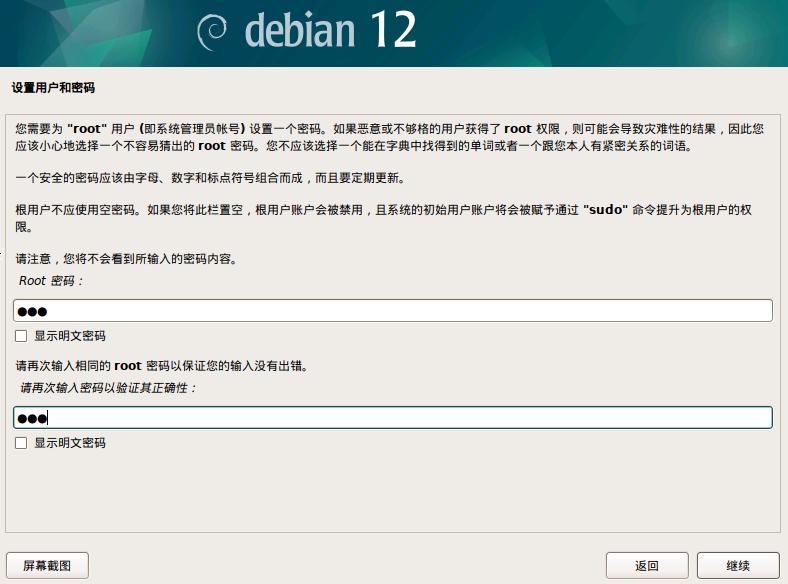 debian 12
设置用户和密码
您需要为 "root" 用户 (即系统管理员帐号) 设置一个密码。如果恶意或不够格的用户获得了 root 权限，则可能会导致灾难性的结果，因此您
应该小心地选择一个不容易猜出的 root 密码。您不应该选择一个能在字典中找得到的单词或者一个跟您本人有紧密关系的词语。
一个安全的密码应该由字母、数字和标点符号组合而成，而且要定期更新。
根用户不应使用空密码。如果您将此栏置空，根用户账户会被禁用，且系统的初始用户账户将会被赋予通过 "sudo" 命令提升为根用户的权
限。
请注意，您将不会看到所输入的密码内容。
Root 密码：
●●●
显示明文密码
请再次输入相同的 root 密码以保证您的输入没有出错。
请再次输入密码以验证其正确性：
●●●
显示明文密码
屏幕截图 返回 继续